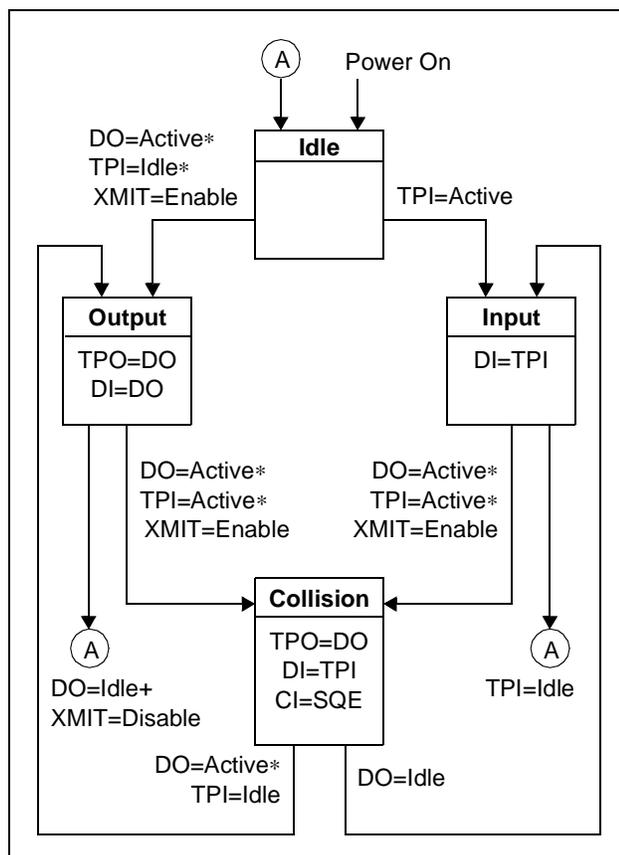 A
Power On
DO=Active*
TPI=Idle*
XMIT=Enable
Idle
TPI=Active
Output
TPO=DO
DI=DO
Input
DI=TPI
DO=Active*
TPI=Active*
XMIT=Enable
DO=Active*
TPI=Active*
XMIT=Enable
A
DO=Idle+
XMIT=Disable
Collision
TPO=DO
DI=TPI
CI=SQE
A
TPI=Idle
DO=Active*
TPI=Idle
DO=Idle